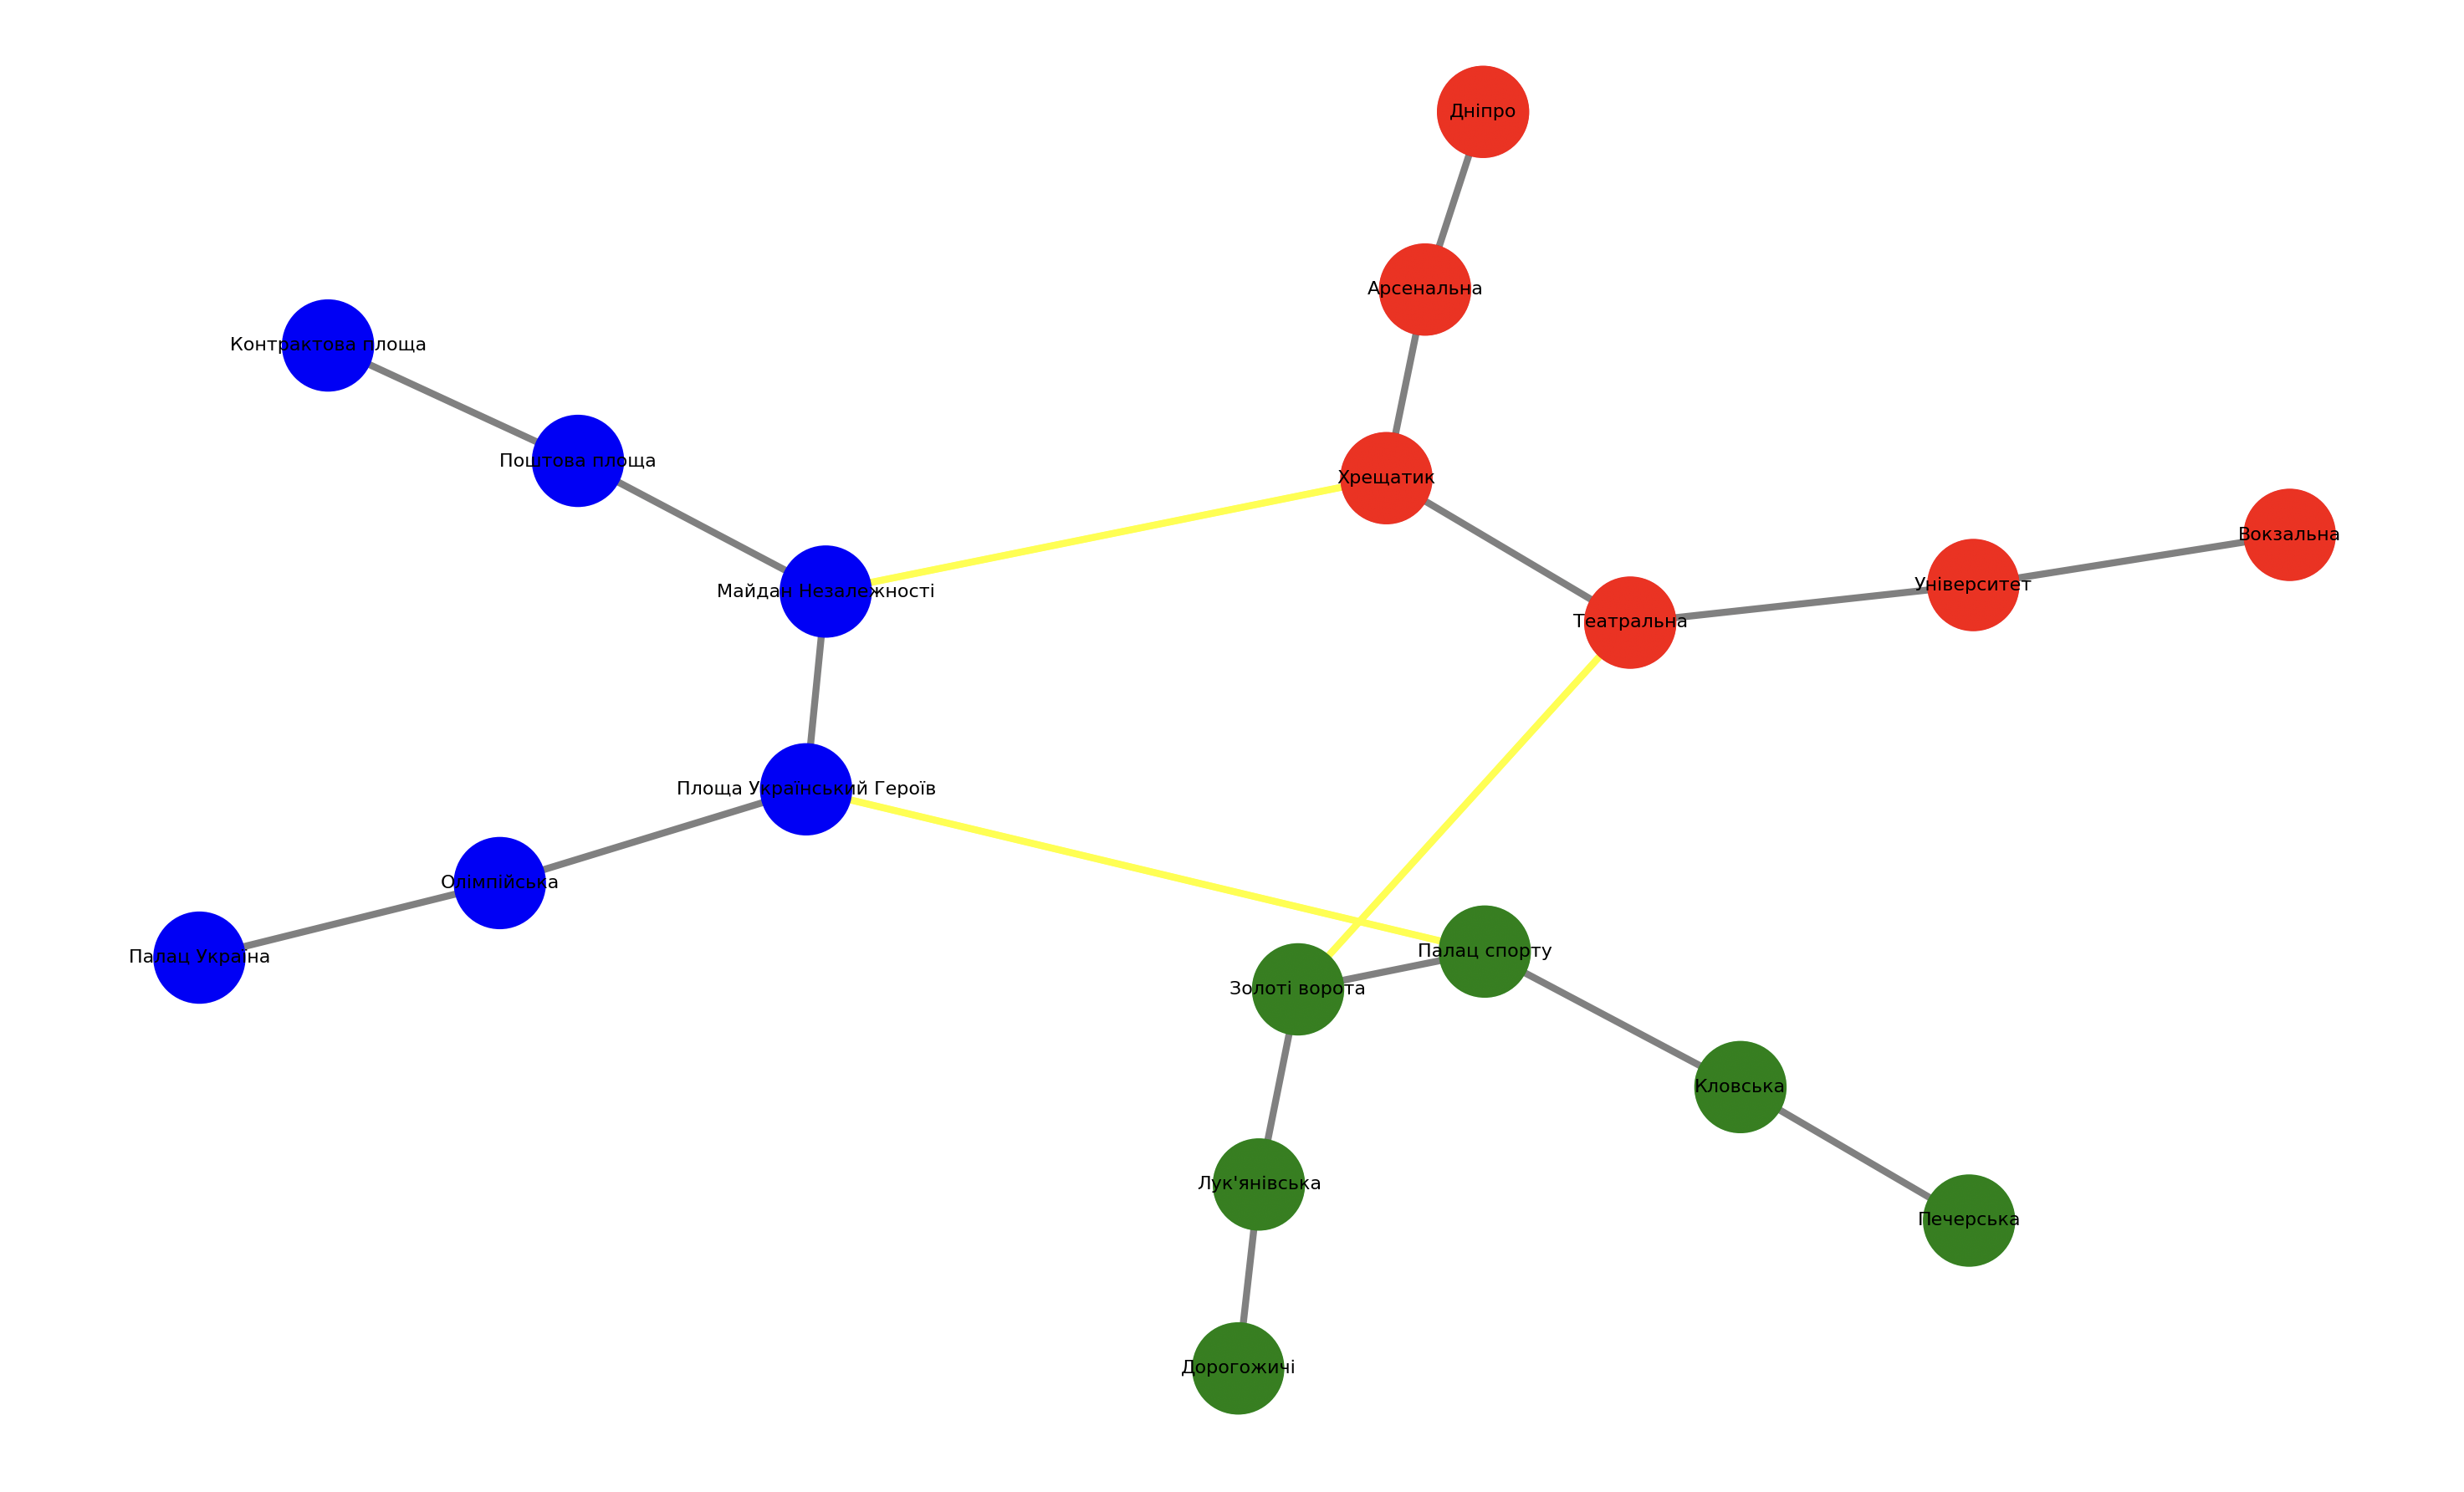 Дніпро
Арсенальна
Контрактова площа
Поштова площа
Хрещатик
Вокзальна
Університет
Майдан Незалежності
Театральна
Площа Український Героїв
Олімпійська
Палац Україна
Палац спорту
Золоті ворота
Кловська
Лук'янівська
Печерська
Дорогожичі